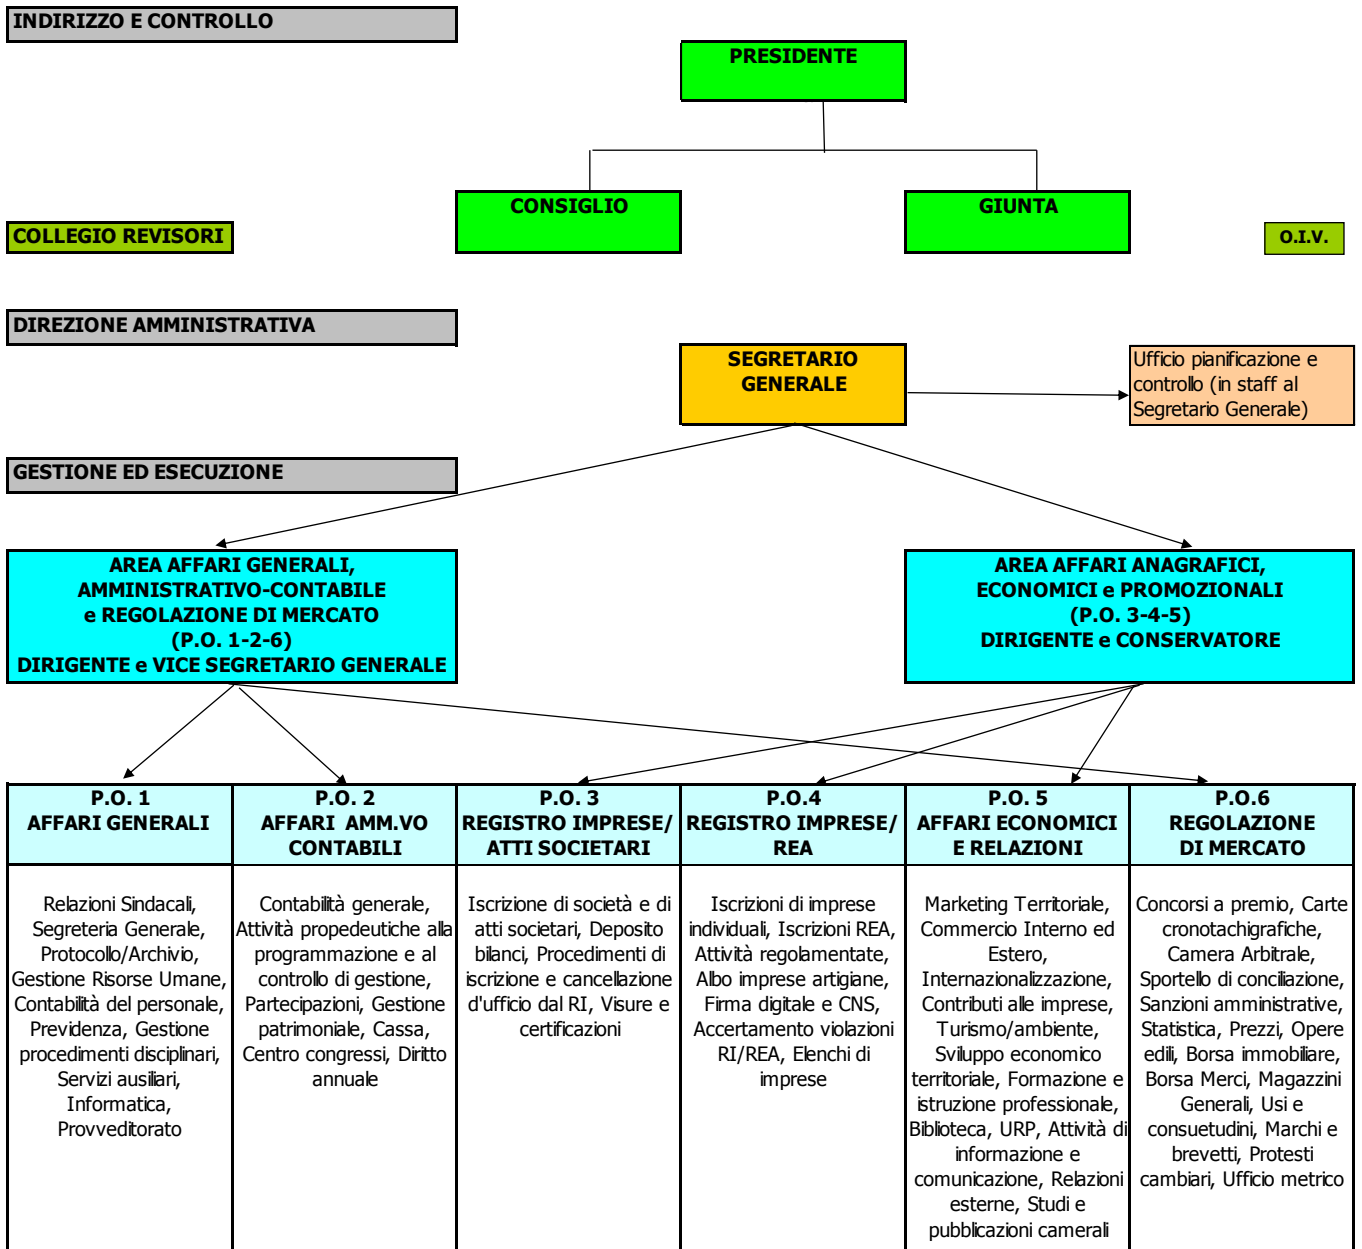 INDIRIZZO E CONTROLLO
PRESIDENTE
CONSIGLIO
GIUNTA
COLLEGIO REVISORI
O.I.V.
DIREZIONE AMMINISTRATIVA
SEGRETARIO
GENERALE
Ufficio pianificazione e
controllo (in staff al
Segretario Generale)
GESTIONE ED ESECUZIONE
AREA AFFARI GENERALI,
AMMINISTRATIVO-CONTABILE
e REGOLAZIONE DI MERCATO
(P.O. 1-2-6)
DIRIGENTE e VICE SEGRETARIO GENERALE
AREA AFFARI ANAGRAFICI,
ECONOMICI e PROMOZIONALI
(P.O. 3-4-5)
DIRIGENTE e CONSERVATORE
P.O. 1
AFFARI GENERALI
Relazioni Sindacali,
Segreteria Generale,
Protocollo/Archivio,
Gestione Risorse Umane,
Contabilità del personale,
Previdenza, Gestione
procedimenti disciplinari,
Servizi ausiliari,
Informatica,
Provveditorato
P.O. 2
AFFARI AMM.VO
CONTABILI
Contabilità generale,
Attività propedeutiche alla
programmazione e al
controllo di gestione,
Partecipazioni, Gestione
patrimoniale, Cassa,
Centro congressi, Diritto
annuale
P.O. 3
REGISTRO IMPRESE/
ATTI SOCIETARI
Iscrizione di società e di
atti societari, Deposito
bilanci, Procedimenti di
iscrizione e cancellazione
d'ufficio dal RI, Visure e
certificazioni
P.O.4
REGISTRO IMPRESE/
REA
Iscrizioni di imprese
individuali, Iscrizioni REA,
Attività regolamentate,
Albo imprese artigiane,
Firma digitale e CNS,
Accertamento violazioni
RI/REA, Elenchi di
imprese
P.O. 5
AFFARI ECONOMICI
E RELAZIONI
Marketing Territoriale,
Commercio Interno ed
Estero,
Internazionalizzazione,
Contributi alle imprese,
Turismo/ambiente,
Sviluppo economico
territoriale, Formazione e
istruzione professionale,
Biblioteca, URP, Attività di
informazione e
comunicazione, Relazioni
esterne, Studi e
pubblicazioni camerali
P.O.6
REGOLAZIONE
DI MERCATO
Concorsi a premio, Carte
cronotachigrafiche,
Camera Arbitrale,
Sportello di conciliazione,
Sanzioni amministrative,
Statistica, Prezzi, Opere
edili, Borsa immobiliare,
Borsa Merci, Magazzini
Generali, Usi e
consuetudini, Marchi e
brevetti, Protesti
cambiari, Ufficio metrico